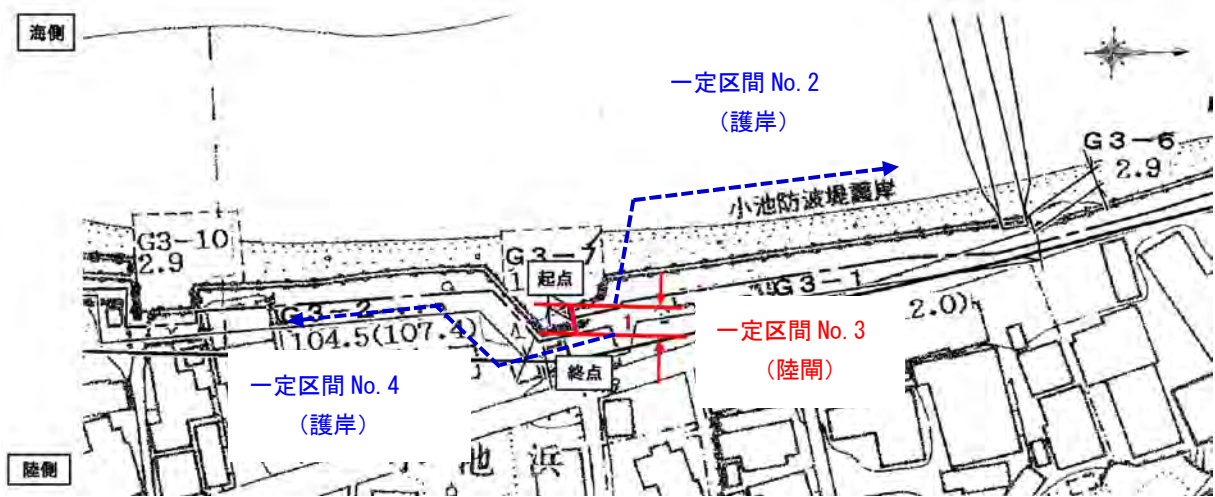 海側
一定区間 No. 2
（護岸）
G3-6
2.9
小池防波堤護岸
G3-10
2.9
G3-7
1
起点
G3-1
G3-2
104.5(107.4)
1
2.0)
一定区間 No. 3
（陸閘）
終点
一定区間 No. 4
（護岸）
池浜
陸側